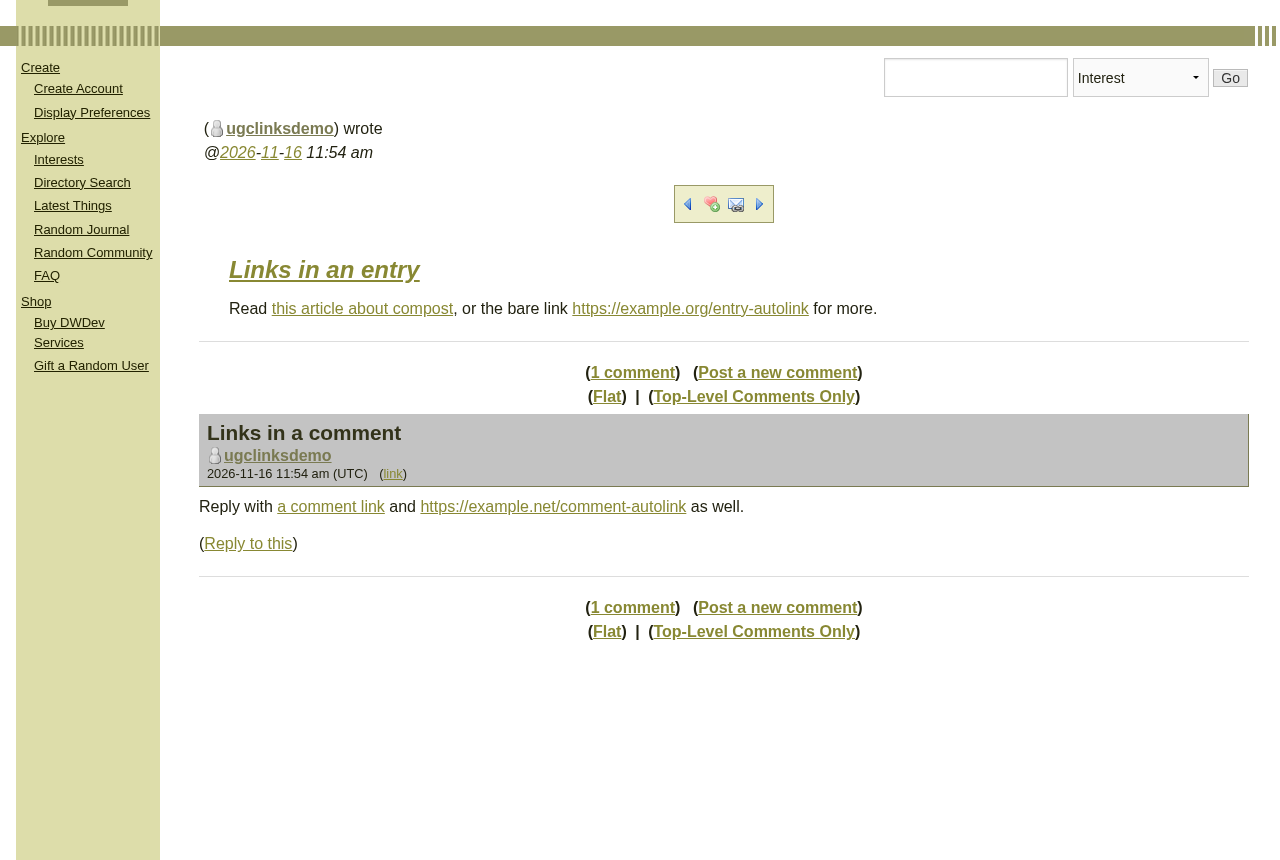 Create
Create Account
Display Preferences
Explore
Interests
Directory Search
Latest Things
Random Journal
Random Community
FAQ
Shop
Buy DWDev
Services
Gift a Random User
Interest Go
(ugclinksdemo) wrote
@2026-11-16 11:54 am
Links in an entry
Read this article about compost, or the bare link https://example.org/entry-autolink for more.
(1 comment) (Post a new comment)
(Flat) | (Top-Level Comments Only)
Links in a comment
ugclinksdemo
2026-11-16 11:54 am (UTC) (link)
Reply with a comment link and https://example.net/comment-autolink as well.
(Reply to this)
(1 comment) (Post a new comment)
(Flat) | (Top-Level Comments Only)